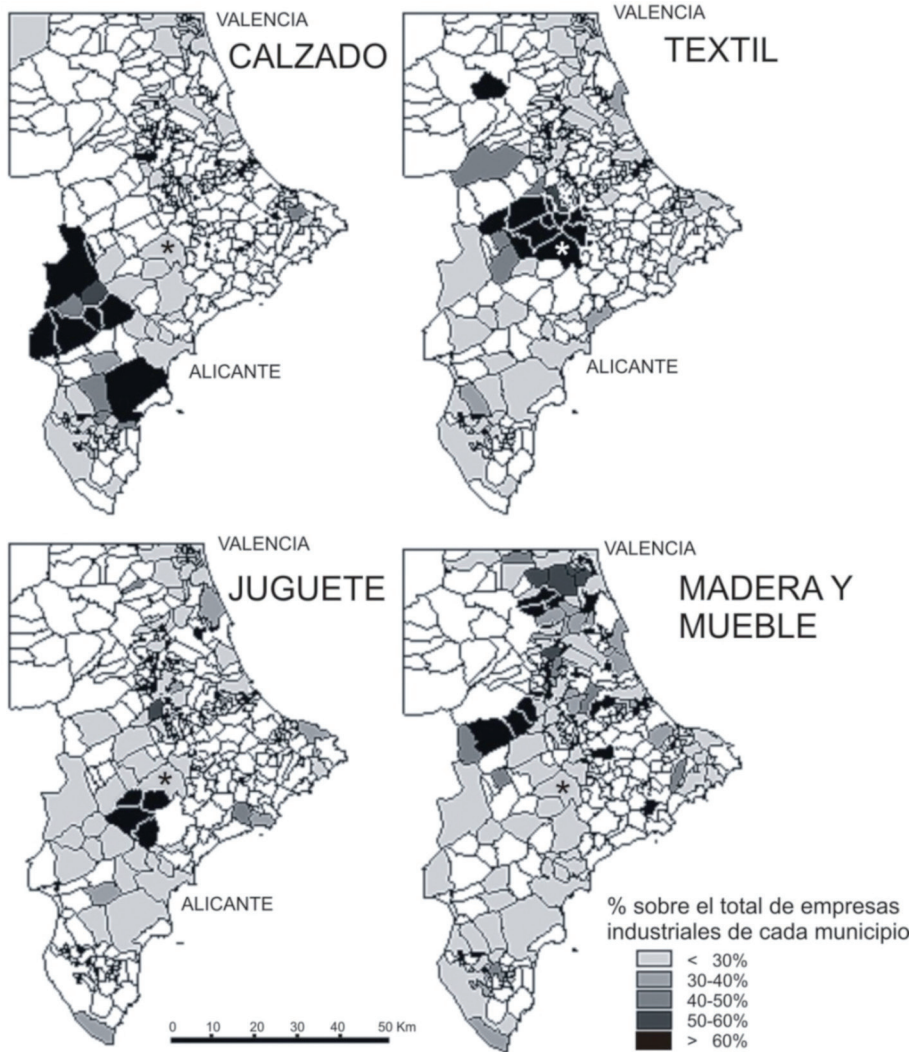 VALENCIA
CALZADO
*
ALICANTE
VALENCIA
TEXTIL
*
ALICANTE
VALENCIA
JUGUETE
*
ALICANTE
0 10 20 30 40 50 Km
VALENCIA
MADERA Y
MUEBLE
*
% sobre el total de empresas
industriales de cada municipio
< 30%
30-40%
40-50%
50-60%
> 60%